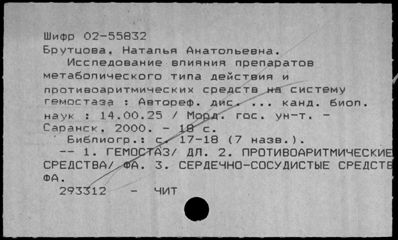 Шифр 02-55832
Брутцова, Наталья Анатольевна.
Исследование влияния препаратов
метаболического типа действия и
противоаритмических средств на систему
гемостаза : Автореф. дис. ... канд. биол.
наук : 14.00.25 / Морд. гос. ун-т. -
Саранск, 2000. - 18 с.
Библиогр.: с. 17-18 (7 назв.).
-- 1. ГЕМОСТАЗ/ ДЛ. 2. ПРОТИВОАРИТМИЧЕСКИЕ
СРЕДСТВА/ ФА. 3. СЕРДЕЧНО-СОСУДИСТЫЕ СРЕДСТВ
ФА.
293312 - ЧИТ